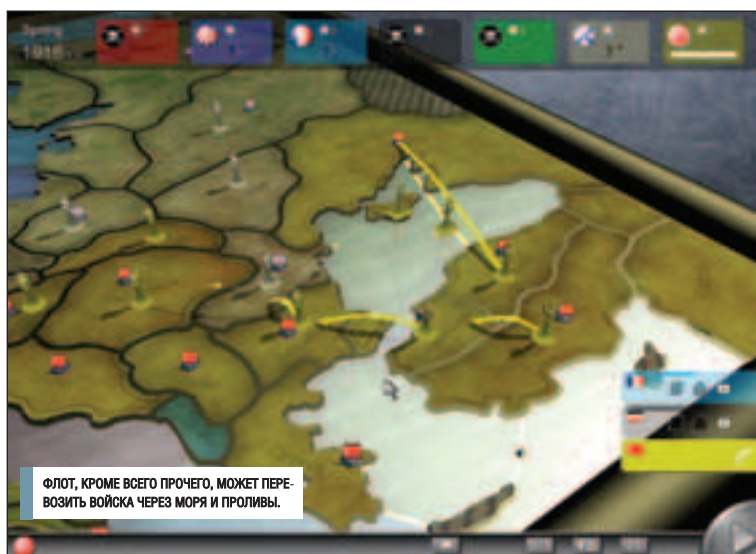 Spring
1916
ФЛОТ, КРОМЕ ВСЕГО ПРОЧЕГО, МОЖЕТ ПЕРЕ-
ВОЗИТЬ ВОЙСКА ЧЕРЕЗ МОРЯ И ПРОЛИВЫ.